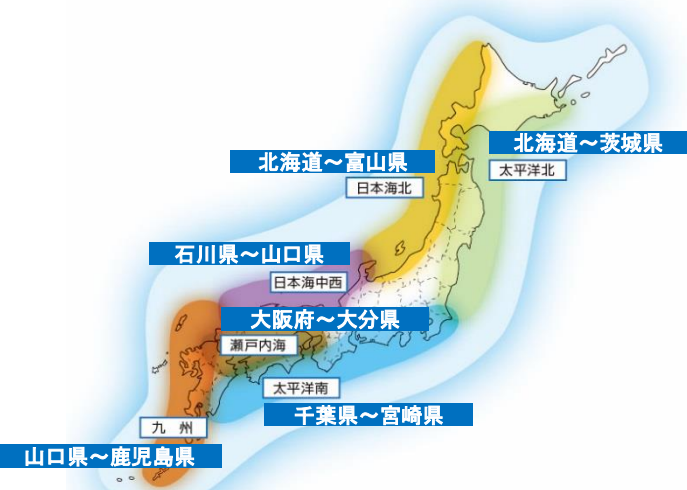 北海道～茨城県
太平洋北
北海道～富山県
日本海北
石川県～山口県
日本海中西
大阪府～大分県
瀬戸内海
太平洋南
千葉県～宮崎県
九　州
山口県～鹿児島県